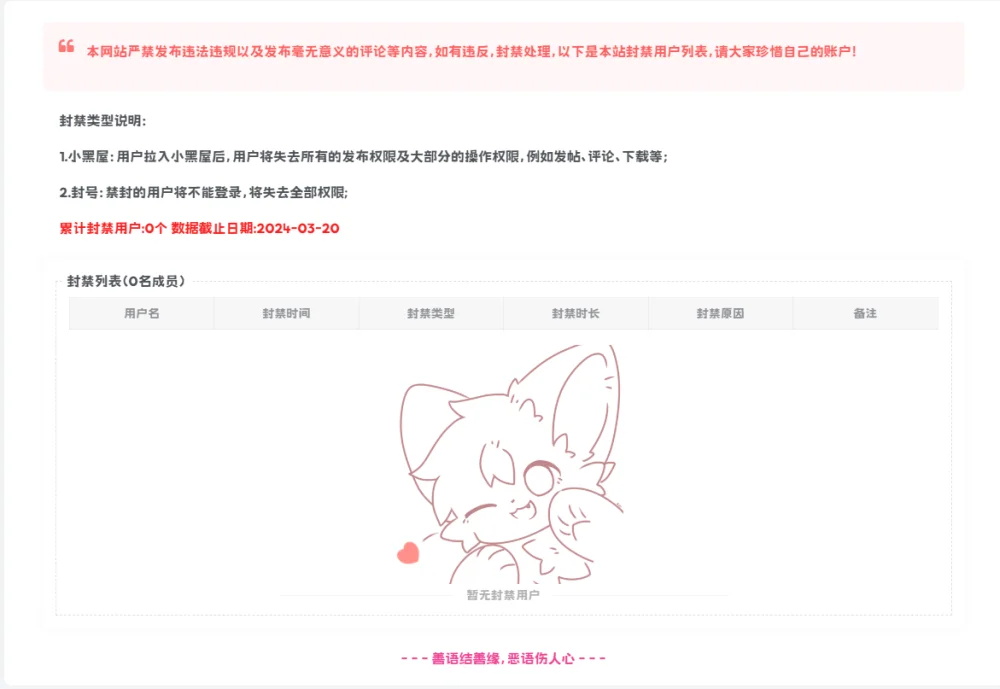 本网站严禁发布违法违规以及发布毫无意义的评论等内容,如有违反,封禁处理,以下是本站封禁用户列表,请大家珍惜自己的账户!
封禁类型说明:
1.小黑屋:用户拉入小黑屋后,用户将失去所有的发布权限及大部分的操作权限,例如发帖、评论、下载等;
2.封号:禁封的用户将不能登录,将失去全部权限;
累计封禁用户:0个 数据截止日期:2024-03-20
封禁列表(0名成员)
用户名 封禁时间 封禁类型 封禁时长 封禁原因 备注
暂无封禁用户
--- 善语结善缘,恶语伤人心 ---